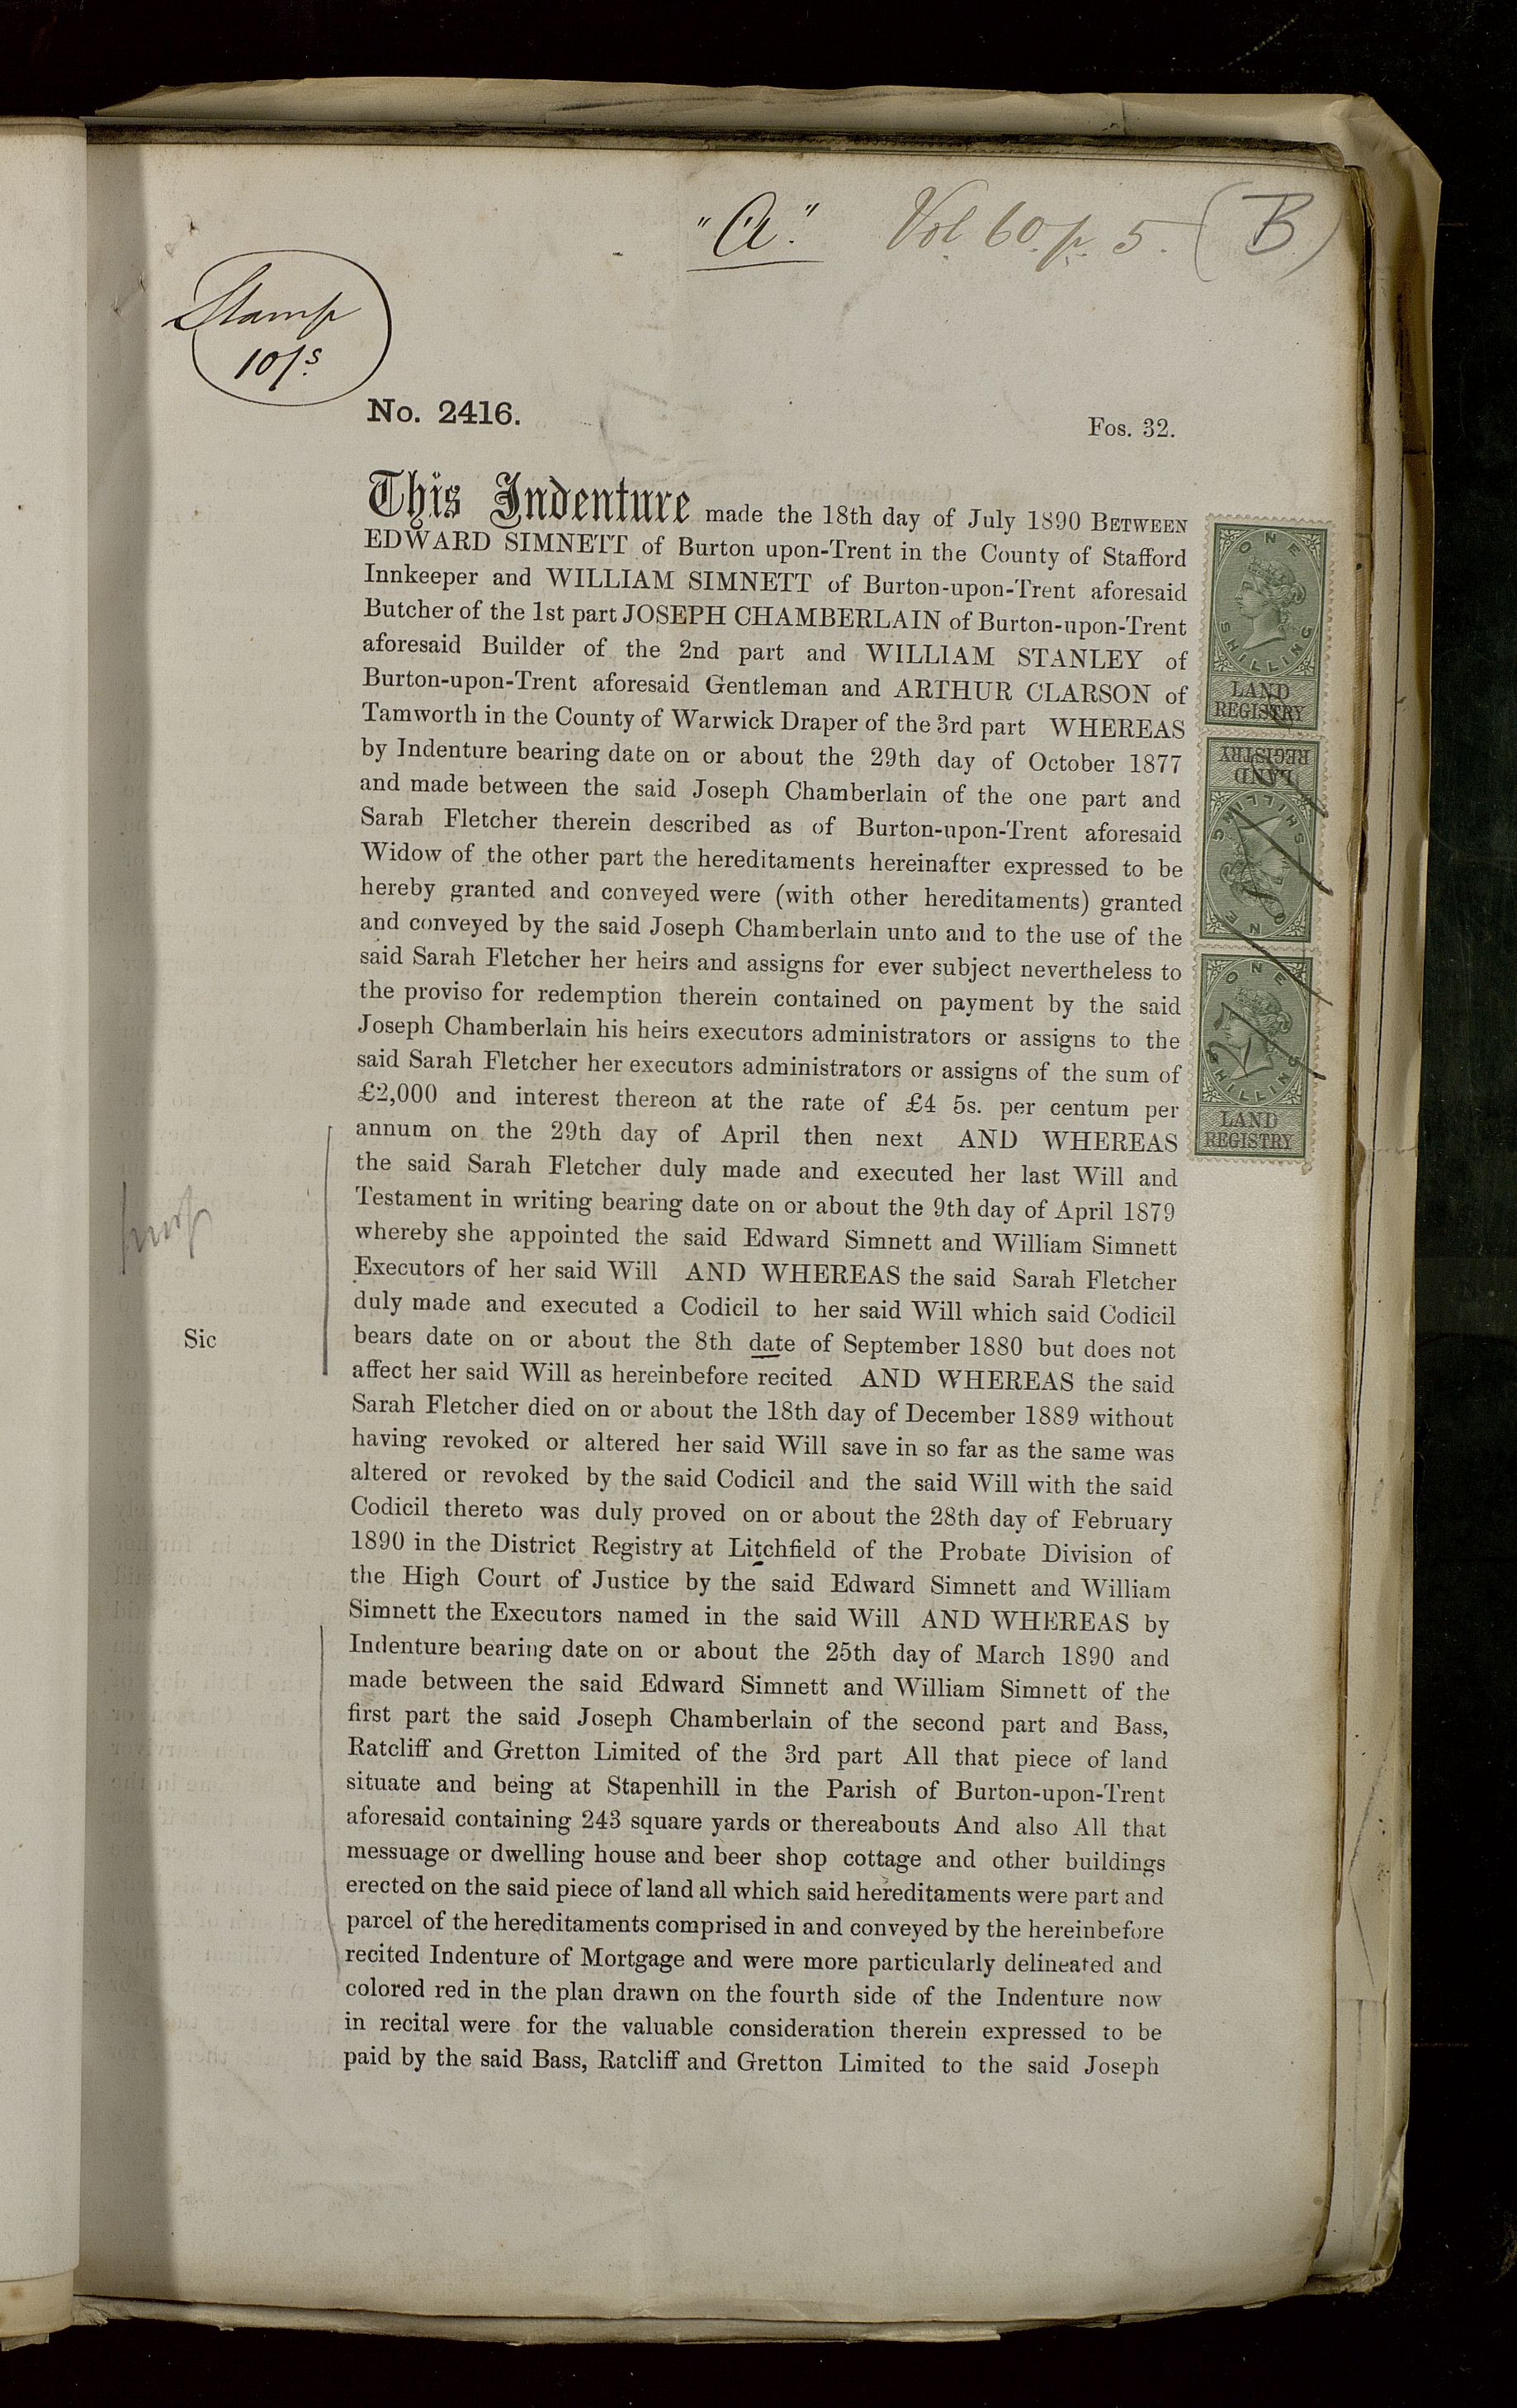 "A." Vol 60. p. 5. (B)
Stamp
10/s.
No. 2416.
Fos. 32.
This Indenture made the 18th day of July 1890 BETWEEN
EDWARD SIMNETT of Burton upon-Trent in the County of Stafford
Innkeeper and WILLIAM SIMNETT of Burton-upon-Trent aforesaid
Butcher of the 1st part JOSEPH CHAMBERLAIN of Burton-upon-Trent
aforesaid Builder of the 2nd part and WILLIAM STANLEY of
Burton-upon-Trent aforesaid Gentleman and ARTHUR CLARSON of
Tamworth in the County of Warwick Draper of the 3rd part WHEREAS
by Indenture bearing date on or about the 29th day of October 1877
and made between the said Joseph Chamberlain of the one part and
Sarah Fletcher therein described as of Burton-upon-Trent aforesaid
Widow of the other part the hereditaments hereinafter expressed to be
hereby granted and conveyed were (with other hereditaments) granted
and conveyed by the said Joseph Chamberlain unto and to the use of the
said Sarah Fletcher her heirs and assigns for ever subject nevertheless to
the proviso for redemption therein contained on payment by the said
Joseph Chamberlain his heirs executors administrators or assigns to the
said Sarah Fletcher her executors administrators or assigns of the sum of
£2,000 and interest thereon at the rate of £4 5s. per centum per
annum on the 29th day of April then next AND WHEREAS
the said Sarah Fletcher duly made and executed her last Will and
Testament in writing bearing date on or about the 9th day of April 1879
whereby she appointed the said Edward Simnett and William Simnett
Executors of her said Will AND WHEREAS the said Sarah Fletcher
duly made and executed a Codicil to her said Will which said Codicil
Sic
bears date on or about the 8th date of September 1880 but does not
affect her said Will as hereinbefore recited AND WHEREAS the said
Sarah Fletcher died on or about the 18th day of December 1889 without
having revoked or altered her said Will save in so far as the same was
altered or revoked by the said Codicil and the said Will with the said
Codicil thereto was duly proved on or about the 28th day of February
1890 in the District Registry at Litchfield of the Probate Division of
the High Court of Justice by the said Edward Simnett and William
Simnett the Executors named in the said Will AND WHEREAS by
Indenture bearing date on or about the 25th day of March 1890 and
made between the said Edward Simnett and William Simnett of the
first part the said Joseph Chamberlain of the second part and Bass,
Ratcliff and Gretton Limited of the 3rd part All that piece of land
situate and being at Stapenhill in the Parish of Burton-upon-Trent
aforesaid containing 243 square yards or thereabouts And also All that
messuage or dwelling house and beer shop cottage and other buildings
erected on the said piece of land all which said hereditaments were part and
parcel of the hereditaments comprised in and conveyed by the hereinbefore
recited Indenture of Mortgage and were more particularly delineated and
colored red in the plan drawn on the fourth side of the Indenture now
in recital were for the valuable consideration therein expressed to be
paid by the said Bass, Ratcliff and Gretton Limited to the said Joseph
ONE
SHILLING
LAND
REGISTRY
LAND
REGISTRY
ONE
SHILLING
ONE
SHILLING
LAND
REGISTRY